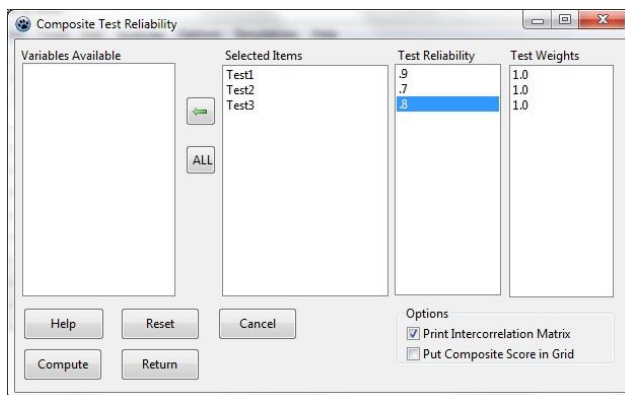 Composite Test Reliability
Variables Available
Selected Items
Test Reliability
Test Weights
Test1
.9
1.0
Test2
.7
1.0
Test3
.8
1.0
ALL
Help
Reset
Cancel
Options
Print Intercorrelation Matrix
Put Composite Score in Grid
Compute
Return